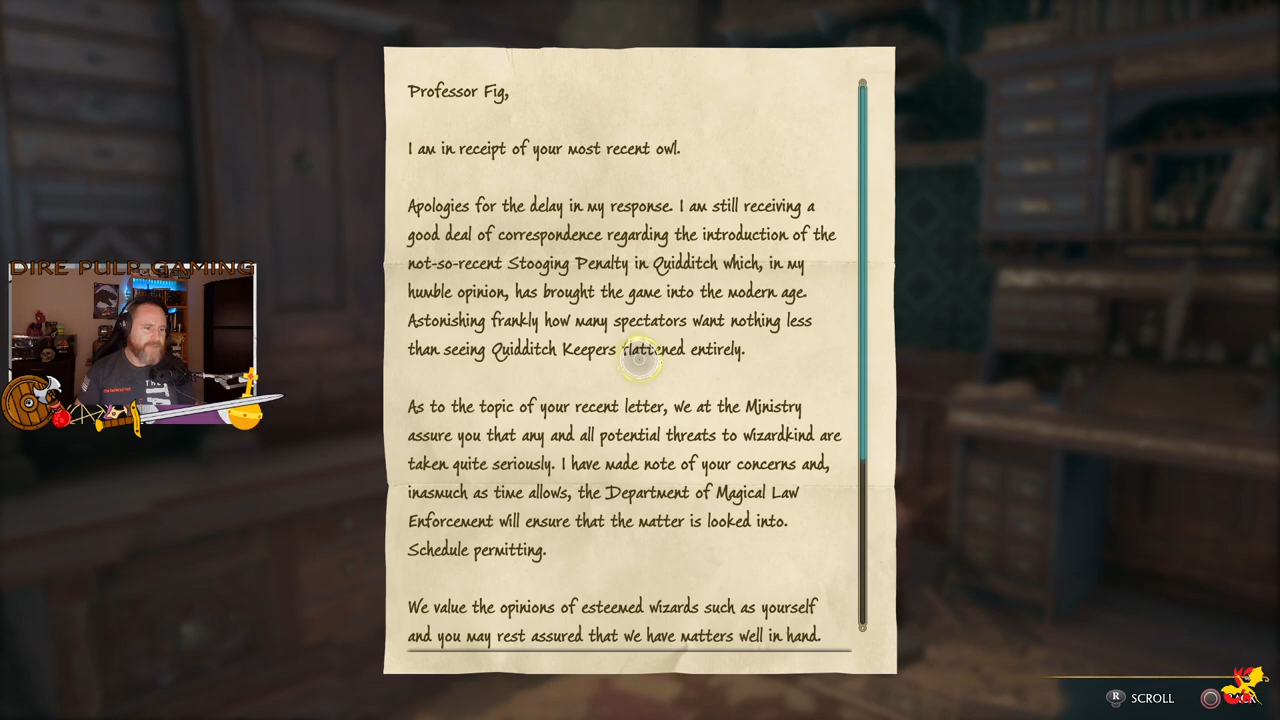 Professor Fig,
I am in receipt of your most recent owl.
Apologies for the delay in my response. I am still receiving a
good deal of correspondence regarding the introduction of the
not-so-recent Stooging Penalty in Quidditch which, in my
humble opinion, has brought the game into the modern age.
Astonishing frankly how many spectators want nothing less
than seeing Quidditch Keepers flattened entirely.
As to the topic of your recent letter, we at the Ministry
assure you that any and all potential threats to wizardkind are
taken quite seriously. I have made note of your concerns and,
inasmuch as time allows, the Department of Magical Law
Enforcement will ensure that the matter is looked into.
Schedule permitting.
We value the opinions of esteemed wizards such as yourself
and you may rest assured that we have matters well in hand.
DIRE PULP GAMING
THE
R SCROLL